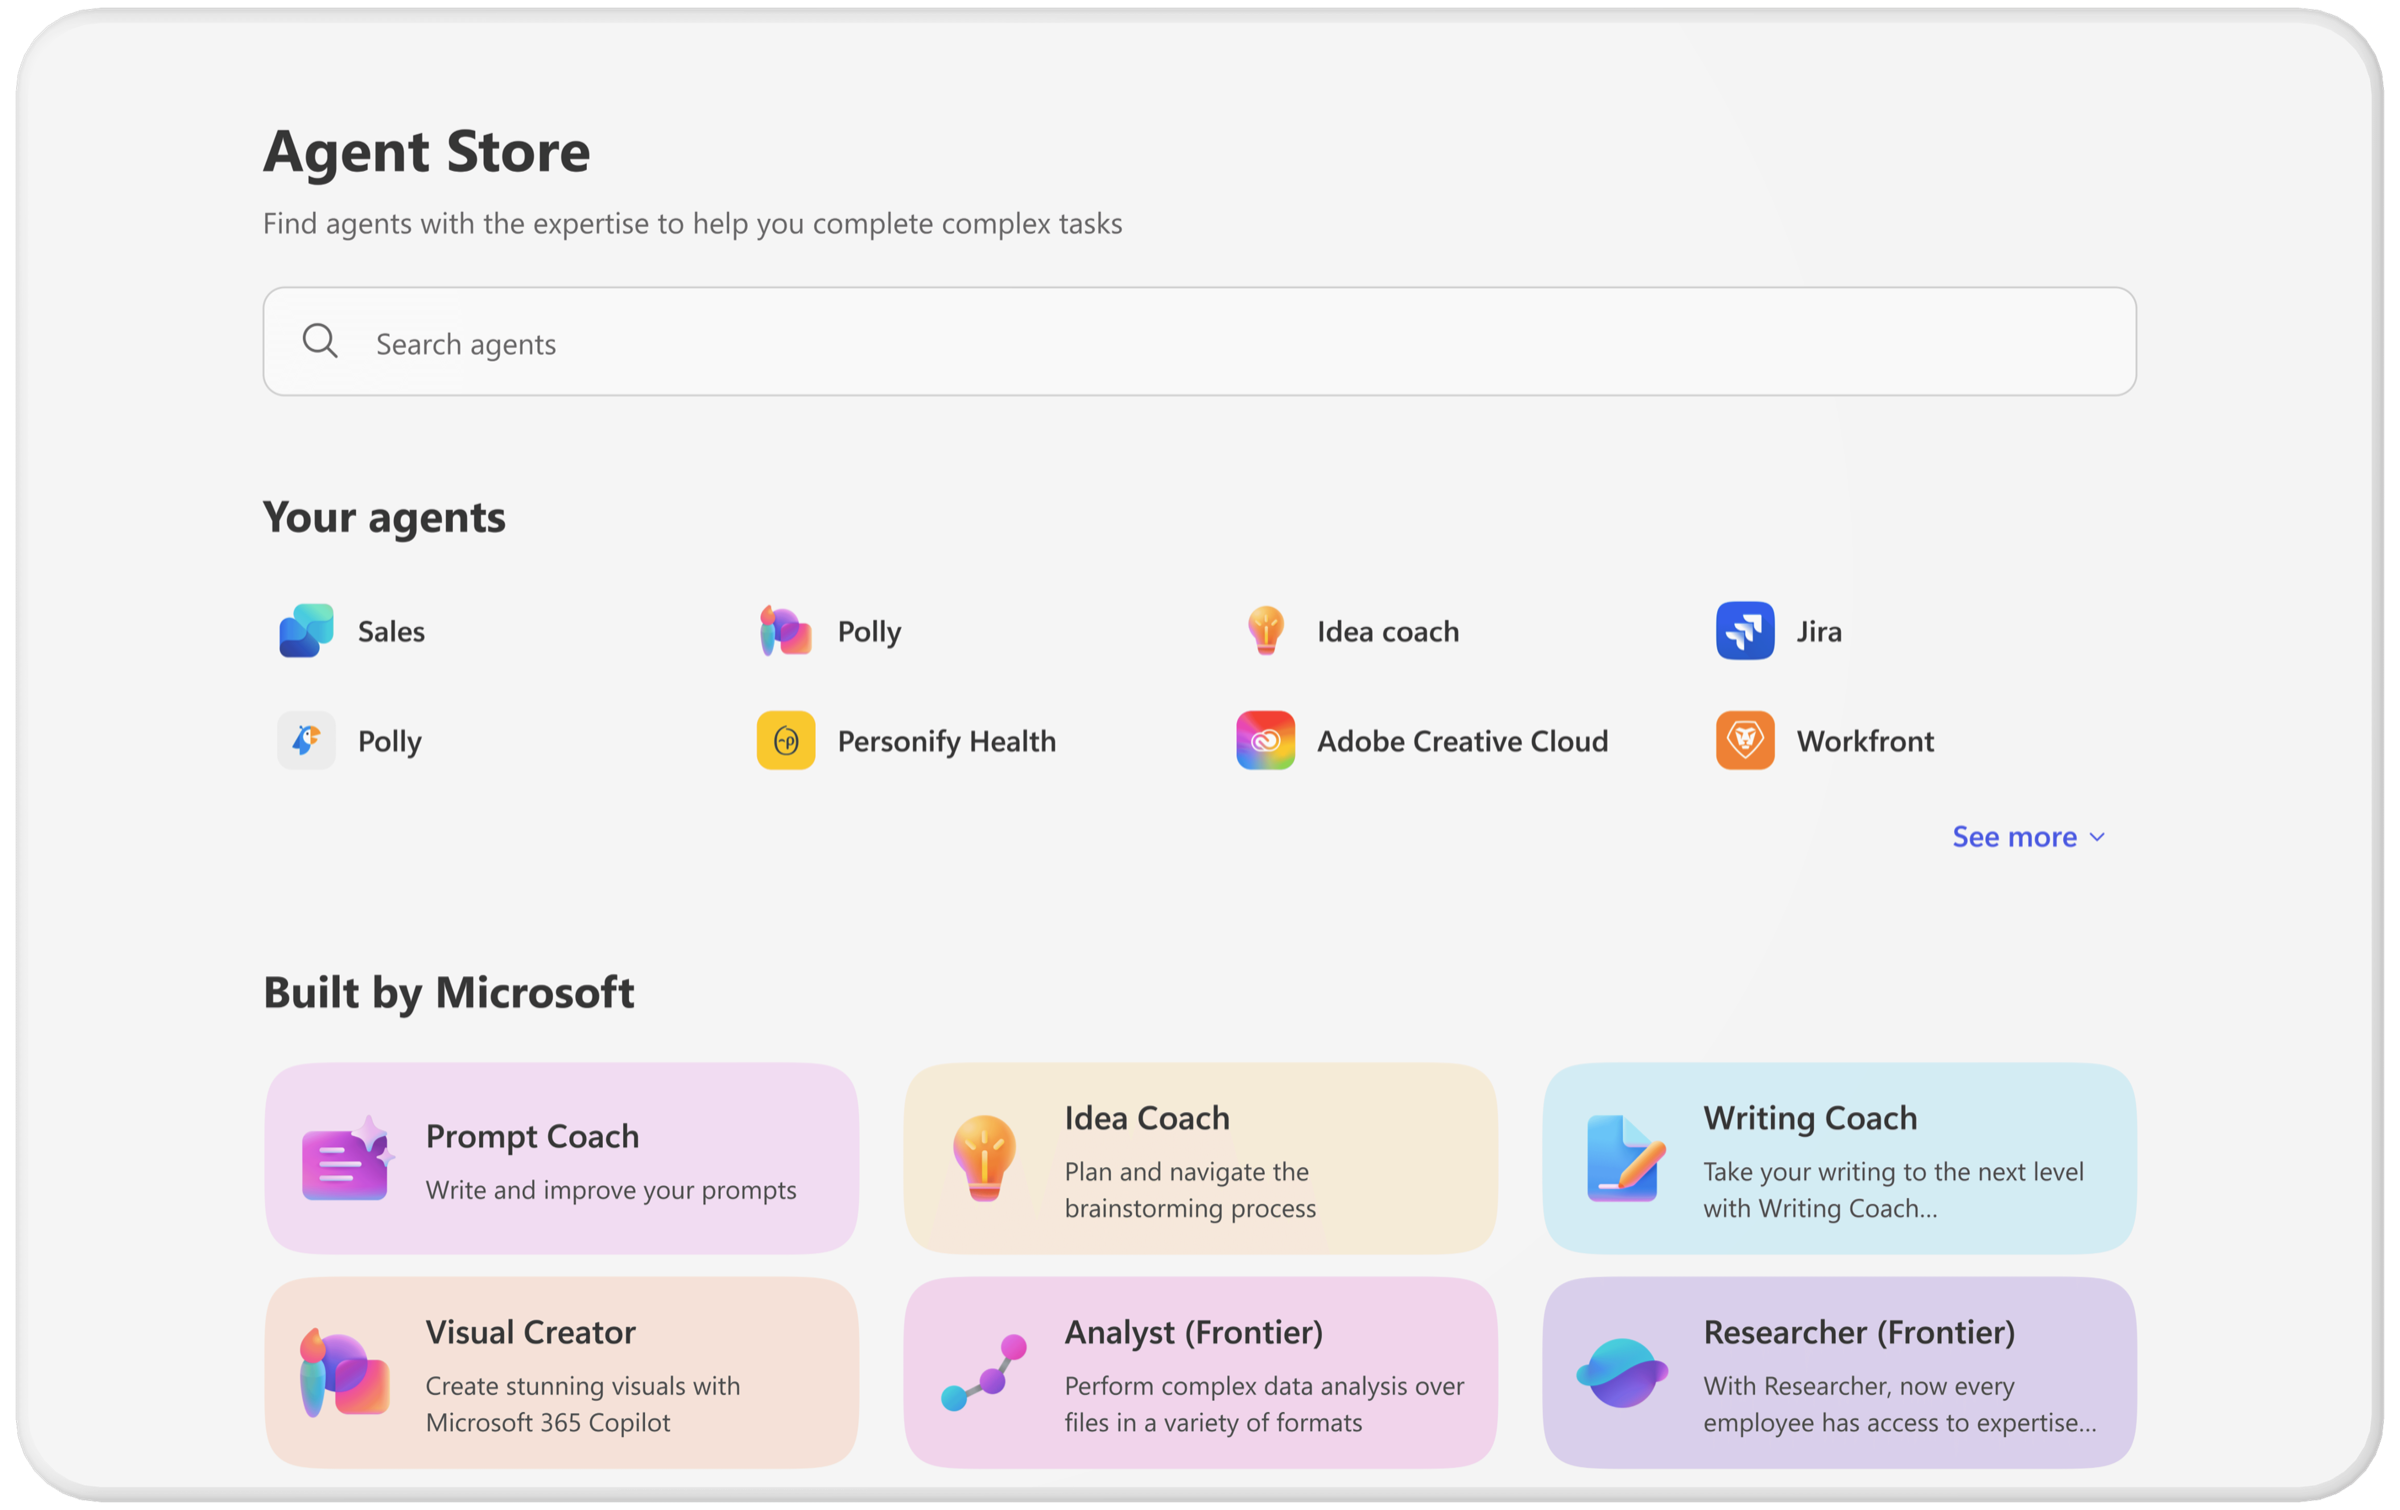 Agent Store
Find agents with the expertise to help you complete complex tasks
Search agents
Your agents
Sales
Polly
Idea coach
Jira
Polly
Personify Health
Adobe Creative Cloud
Workfront
See more
Built by Microsoft
Prompt Coach
Write and improve your prompts
Idea Coach
Plan and navigate the
brainstorming process
Writing Coach
Take your writing to the next level
with Writing Coach...
Visual Creator
Create stunning visuals with
Microsoft 365 Copilot
Analyst (Frontier)
Perform complex data analysis over
files in a variety of formats
Researcher (Frontier)
With Researcher, now every
employee has access to expertise...